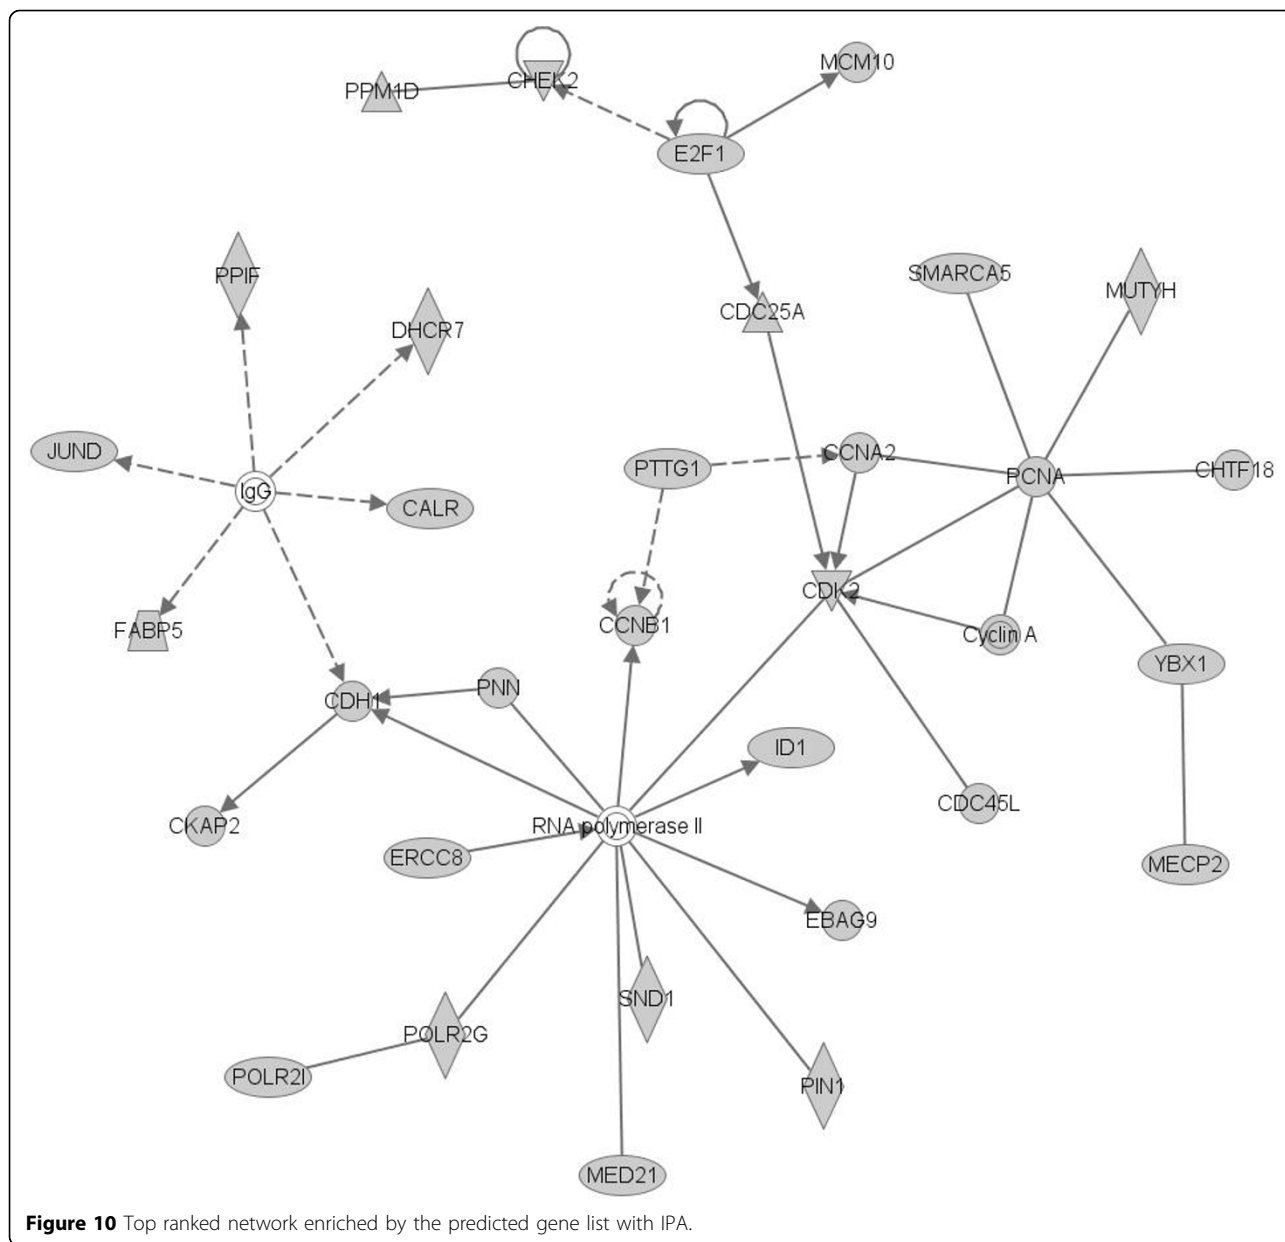 MCM10
CHEK2
PPM1D
E2F1
SMARCA5
PPIF
MUTYH
CDC25A
DHCR7
JUND
CCNA2
PTTG1
CHTF18
PCNA
IgG
CALR
CDK2
FABP5
CCNB1
Cyclin A
YBX1
PNN
CDH1
ID1
CDC45L
CKAP2
RNA polymerase II
ERCC8
MECP2
EBAG9
SND1
POLR2G
POLR2I
PIN1
MED21
Figure 10 Top ranked network enriched by the predicted gene list with IPA.